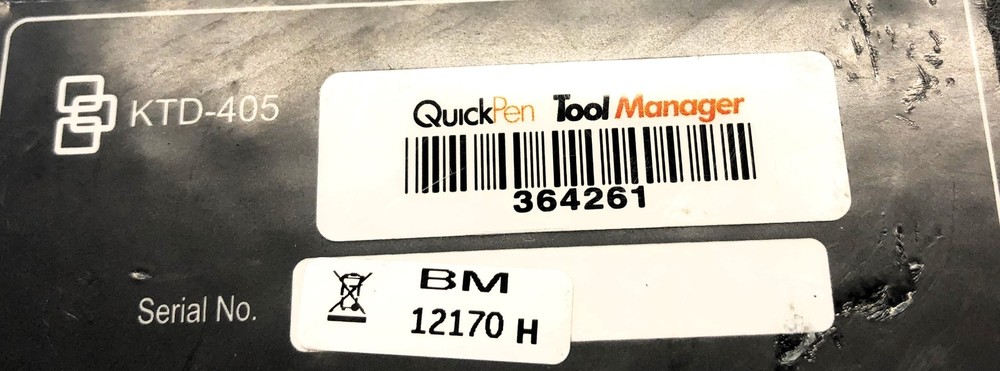 KTD-405
QuickPen Tool Manager
364261
Serial No.
BM
12170 H